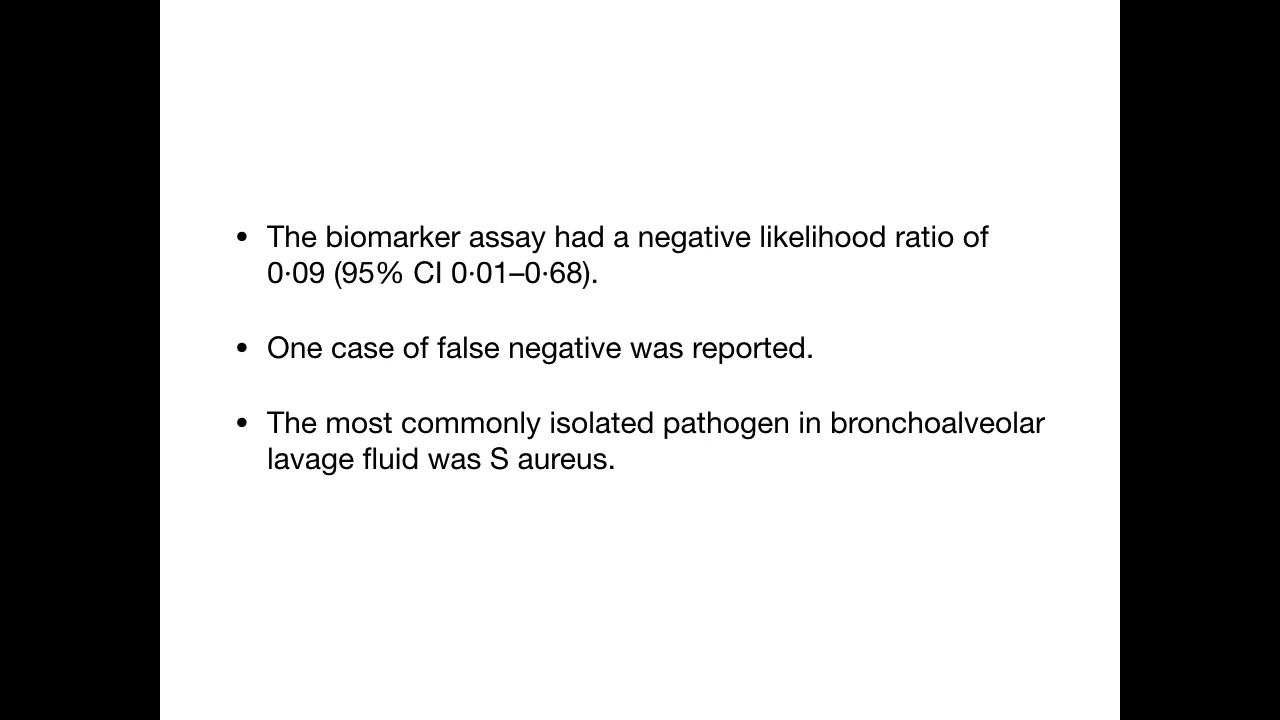 • The biomarker assay had a negative likelihood ratio of
0·09 (95% CI 0·01–0·68).
• One case of false negative was reported.
• The most commonly isolated pathogen in bronchoalveolar
lavage fluid was S aureus.